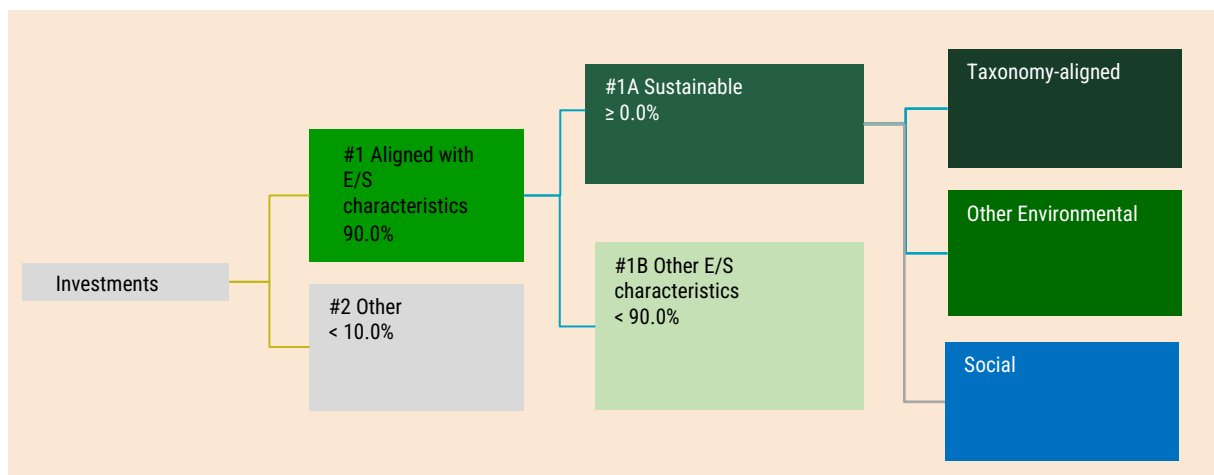 Investments
#1 Aligned with
E/S
characteristics
90.0%
#2 Other
< 10.0%
#1A Sustainable
≥ 0.0%
#1B Other E/S
characteristics
< 90.0%
Taxonomy-aligned
Other Environmental
Social